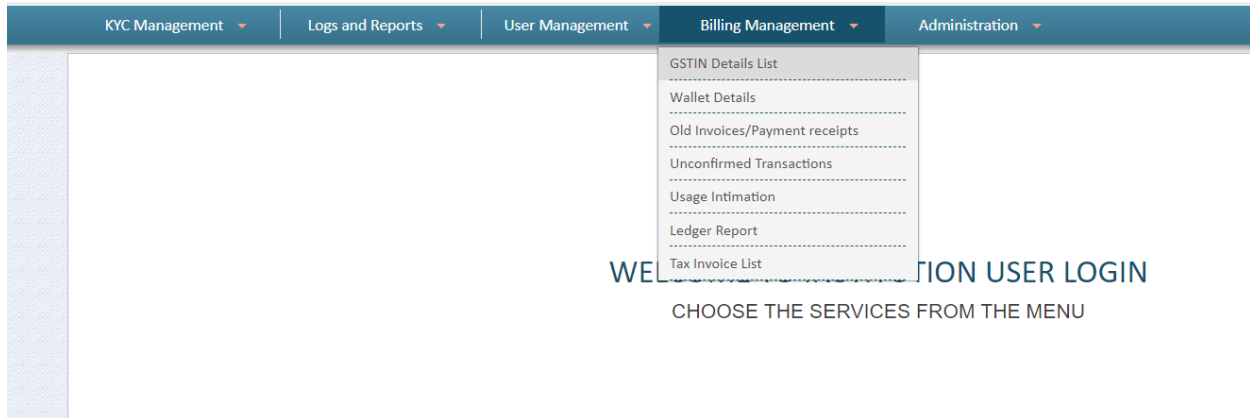 KYC Management
Logs and Reports
User Management
Billing Management
Administration
GSTIN Details List
Wallet Details
Old Invoices/Payment receipts
Unconfirmed Transactions
Usage Intimation
Ledger Report
Tax Invoice List
USER LOGIN
CHOOSE THE SERVICES FROM THE MENU